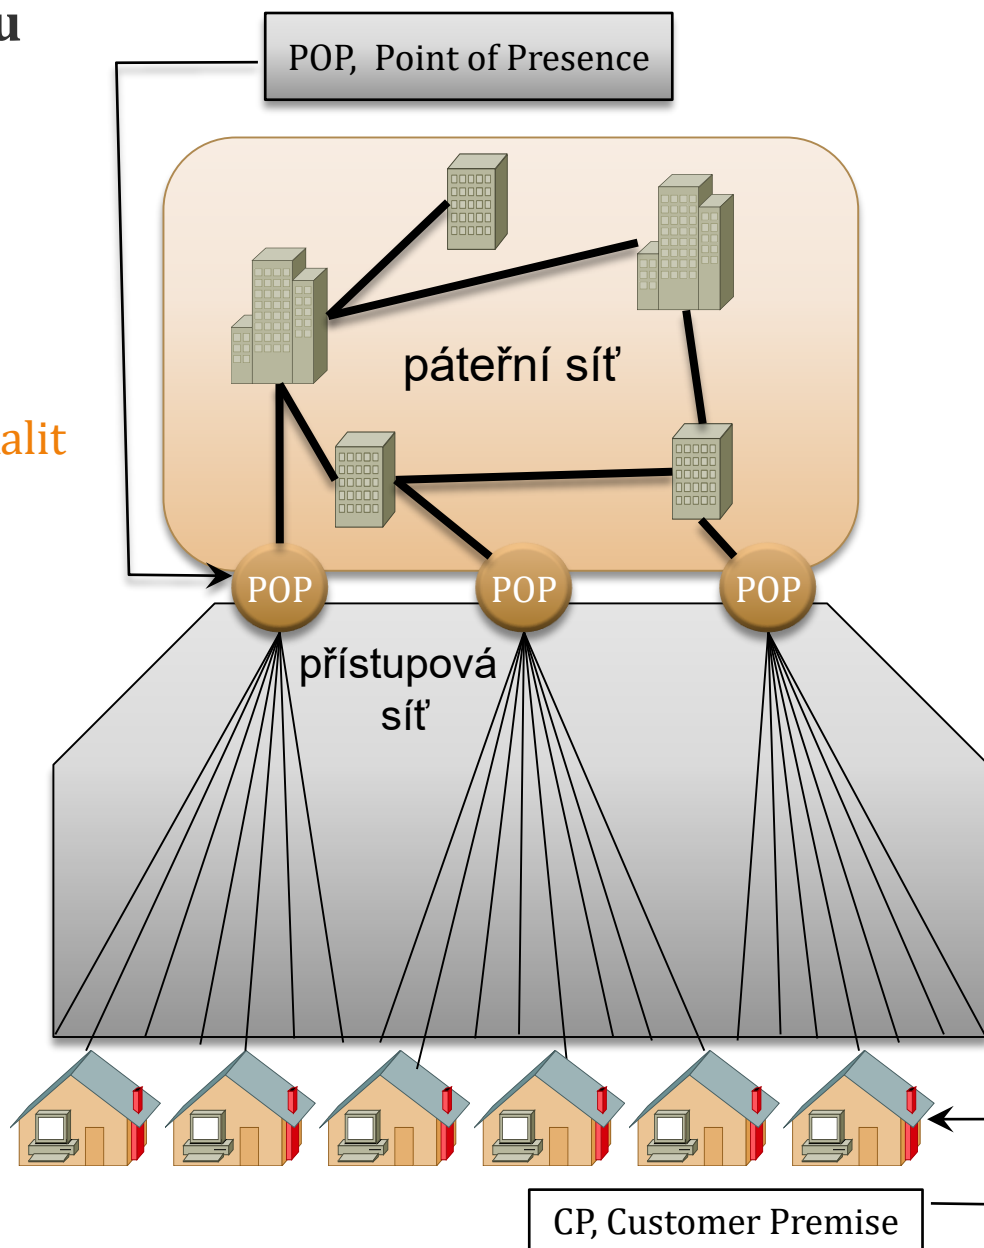 u
POP, Point of Presence
páteřní síť
alit
POP POP POP
přístupová
síť
CP, Customer Premise